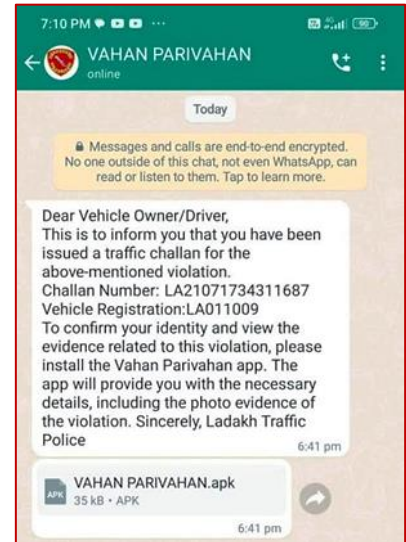 7:10 PM
VAHAN PARIVAHAN
online
Today
Messages and calls are end-to-end encrypted.
No one outside of this chat, not even WhatsApp, can
read or listen to them. Tap to learn
more.
Dear Vehicle Owner/Driver,
This is to inform you that you have been
issued a traffic challan for the
above-mentioned violation.
Challan Number: LA21071734311687
Vehicle Registration:LA011009
To confirm your identity and view the
evidence related to this violation, please
install the Vahan Parivahan app. The
app will provide you with the necessary
details, including the photo evidence of
the violation. Sincerely, Ladakh Traffic
Police
6:41 pm
VAHAN PARIVAHAN.apk
APK
35 kB • APK
6:41 pm